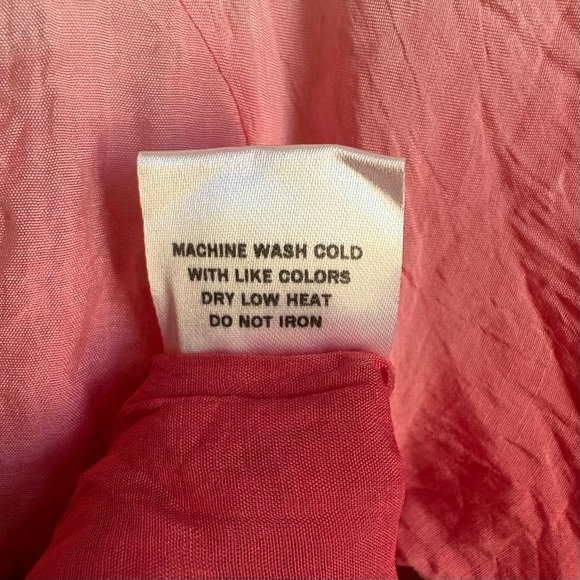 MACHINE WASH COLD
WITH LIKE COLORS
DRY LOW HEAT
DO NOT IRON